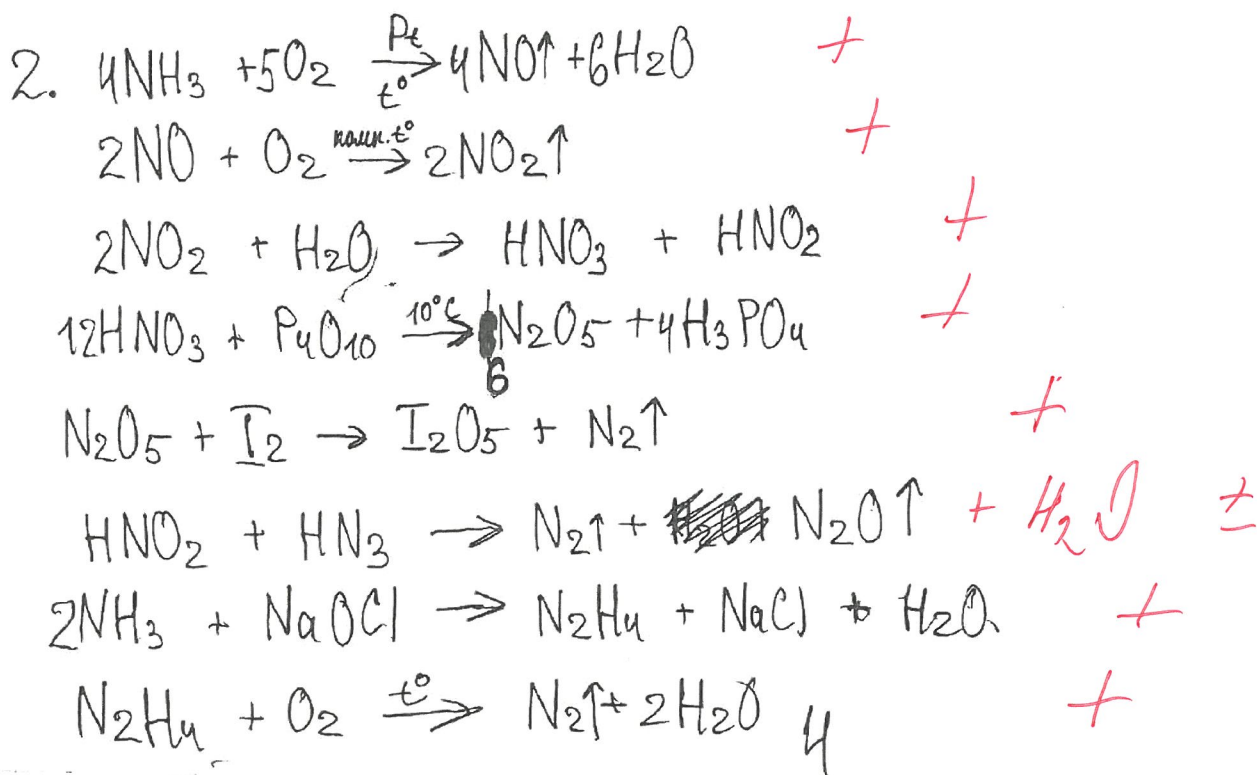 2. 4NH3 +5O2 Pt t° → 4NO↑ +6H2O +
2NO + O2 комн. t° → 2NO2↑ +
2NO2 + H2O → HNO3 + HNO2 +
12HNO3 + P4O10 10°C → 6N2O5 +4H3PO4 +
N2O5 + I2 → I2O5 + N2↑ +
HNO2 + HN3 → N2↑ + N2O↑ + H2O ±
2NH3 + NaOCl → N2H4 + NaCl + H2O +
N2H4 + O2 t° → N2↑+ 2H2O 4 +